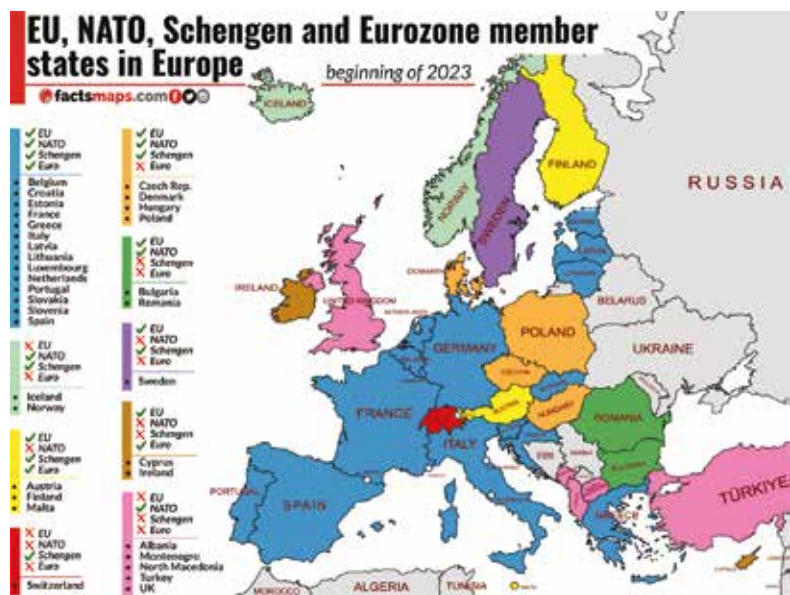 EU, NATO, Schengen and Eurozone member
states in Europe
beginning of 2023
factsmaps.com
EU
NATO
Schengen
Euro
Belgium
Croatia
Estonia
France
Greece
Italy
Latvia
Lithuania
Luxembourg
Netherlands
Portugal
Slovakia
Slovenia
Spain
EU
NATO
Schengen
Euro
Iceland
Norway
EU
NATO
Schengen
Euro
Austria
Finland
Malta
EU
NATO
Schengen
Euro
Switzerland
EU
NATO
Schengen
Euro
Czech Rep.
Denmark
Hungary
Poland
EU
NATO
Schengen
Euro
Bulgaria
Romania
EU
NATO
Schengen
Euro
Sweden
EU
NATO
Schengen
Euro
Cyprus
Ireland
EU
NATO
Schengen
Euro
Albania
Montenegro
North Macedonia
Turkey
UK
ICELAND
NORWAY
SWEDEN
FINLAND
RUSSIA
IRELAND
UNITED KINGDOM
DENMARK
BELARUS
POLAND
GERMANY
UKRAINE
FRANCE
ITALY
ROMANIA
PORTUGAL
SPAIN
GREECE
TÜRKIYE
MOROCCO
ALGERIA
TUNISIA